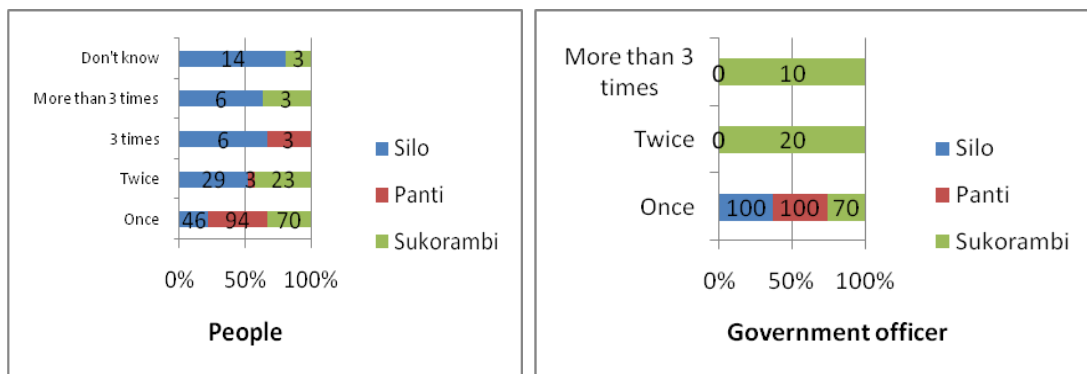 Don't know
14 3
More than 3 times
6 3
3 times
6 3
Twice
29 3 23
Once
46 94 70
0% 50% 100%
Silo
Panti
Sukorambi
People
More than 3
times
0 10
Twice
0 20
Once
100 100 70
0% 50% 100%
Silo
Panti
Sukorambi
Government officer